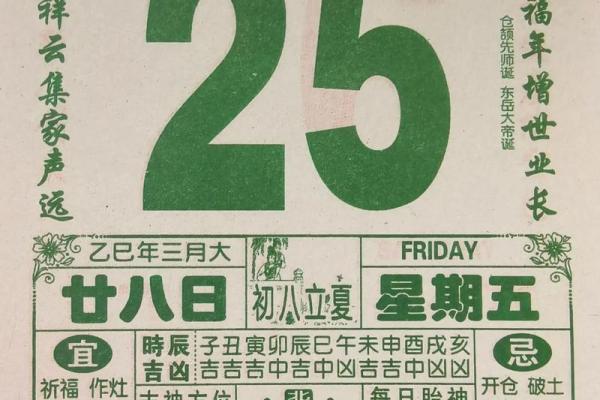 25
祥云集家声远
福年增世业长
仓颉先师诞 东岳大帝诞
乙巳年三月大
FRIDAY
廿八日
初八立夏
星期五
宜
祈福 作灶
時辰 子丑寅卯辰巳午未申酉戌亥
吉凶 吉吉吉中吉中凶吉中吉凶凶
忌
开仓 破土
吉神方位
每日胎神